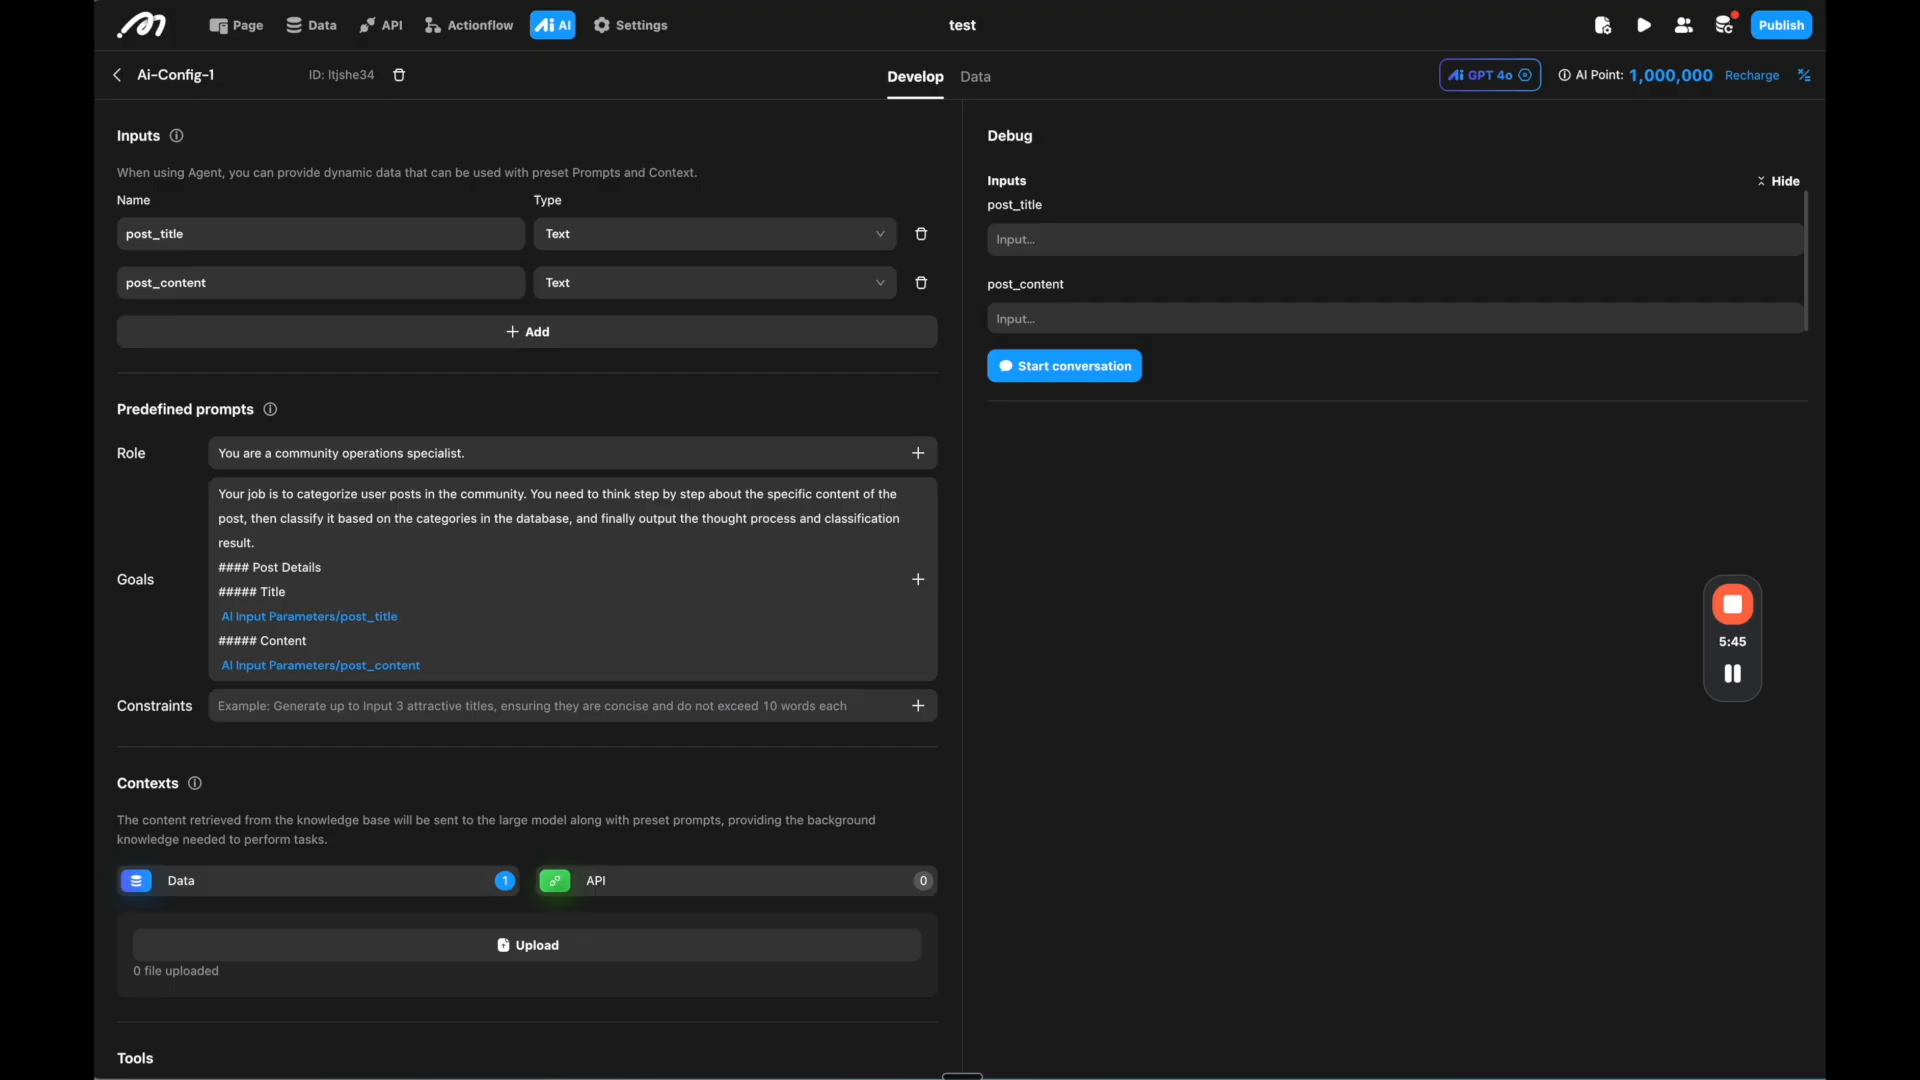 Page
Data
API
Actionflow
Ai AI
Settings
test
Publish
Ai-Config-1
ID: ltjshe34
Develop
Data
Ai GPT 4o
AI Point: 1,000,000
Recharge
Inputs
When using Agent, you can provide dynamic data that can be used with preset Prompts and Context.
Name
Type
post_title
Text
post_content
Text
+ Add
Predefined prompts
Role
You are a community operations specialist.
Goals
Your job is to categorize user posts in the community. You need to think step by step about the specific content of the
post, then classify it based on the categories in the database, and finally output the thought process and classification
result.
#### Post Details
##### Title
AI Input Parameters/post_title
##### Content
AI Input Parameters/post_content
Constraints
Example: Generate up to Input 3 attractive titles, ensuring they are concise and do not exceed 10 words each
Contexts
The content retrieved from the knowledge base will be sent to the large model along with preset prompts, providing the background
knowledge needed to perform tasks.
Data
1
API
0
Upload
0 file uploaded
Tools
Debug
Inputs
Hide
post_title
Input...
post_content
Input...
Start conversation
5:45